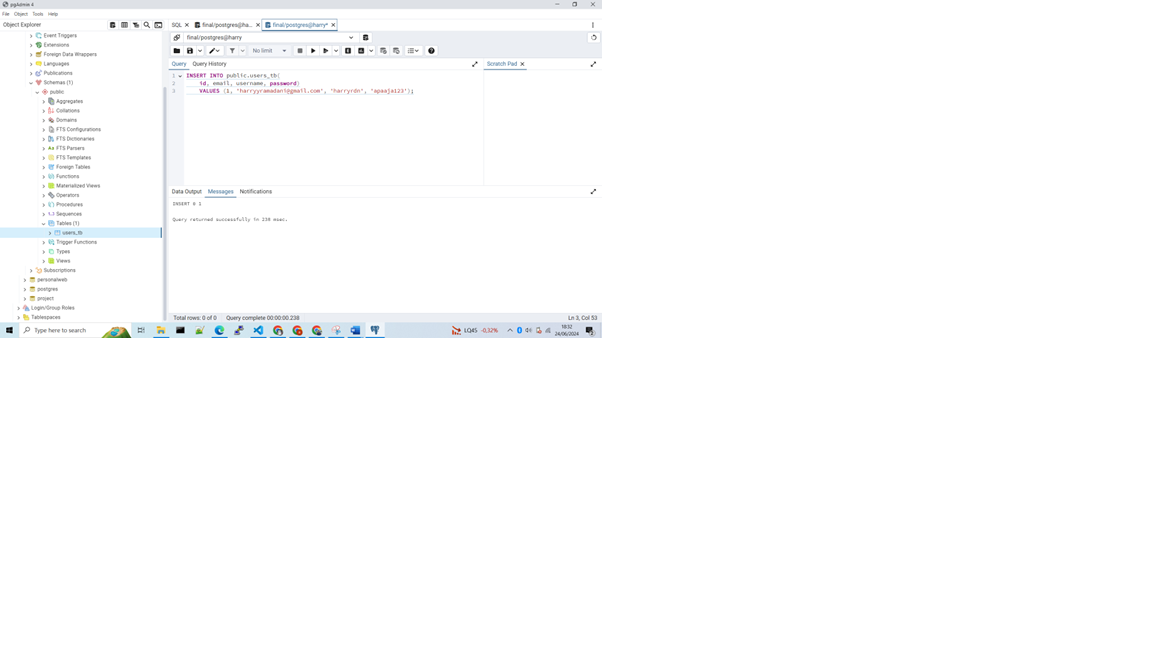 pgAdmin 4
File Object Tools Help
Object Explorer
Event Triggers
Extensions
Foreign Data Wrappers
Languages
Publications
Schemas (1)
public
Aggregates
Collations
Domains
FTS Configurations
FTS Dictionaries
FTS Parsers
FTS Templates
Foreign Tables
Functions
Materialized Views
Operators
Procedures
Sequences
Tables (1)
users_tb
Trigger Functions
Types
Views
Subscriptions
personalweb
postgres
project
Login/Group Roles
Tablespaces
SQL final/postgres@ha... final/postgres@harry*
final/postgres@harry
No limit
Query Query History
Scratch Pad
1 INSERT INTO public.users_tb(
2 id, email, username, password)
3 VALUES (1, 'harryyramadani@gmail.com', 'harryrdn', 'apaaja123');
Data Output Messages Notifications
INSERT 0 1
Query returned successfully in 238 msec.
Total rows: 0 of 0 Query complete 00:00:00.238 Ln 3, Col 53
Type here to search
LQ45 -0,32%
18:32
24/06/2024
2